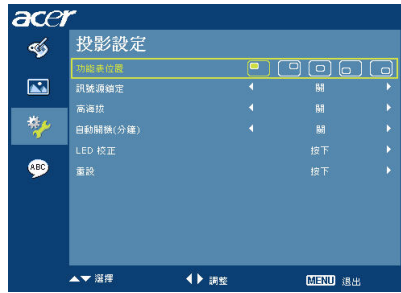 acer
投影設定
功能表位置
訊號源鎖定 關
高海拔 關
自動關機(分鐘) 關
LED 校正 按下
ABC
重設 按下
選擇 調整 MENU 退出